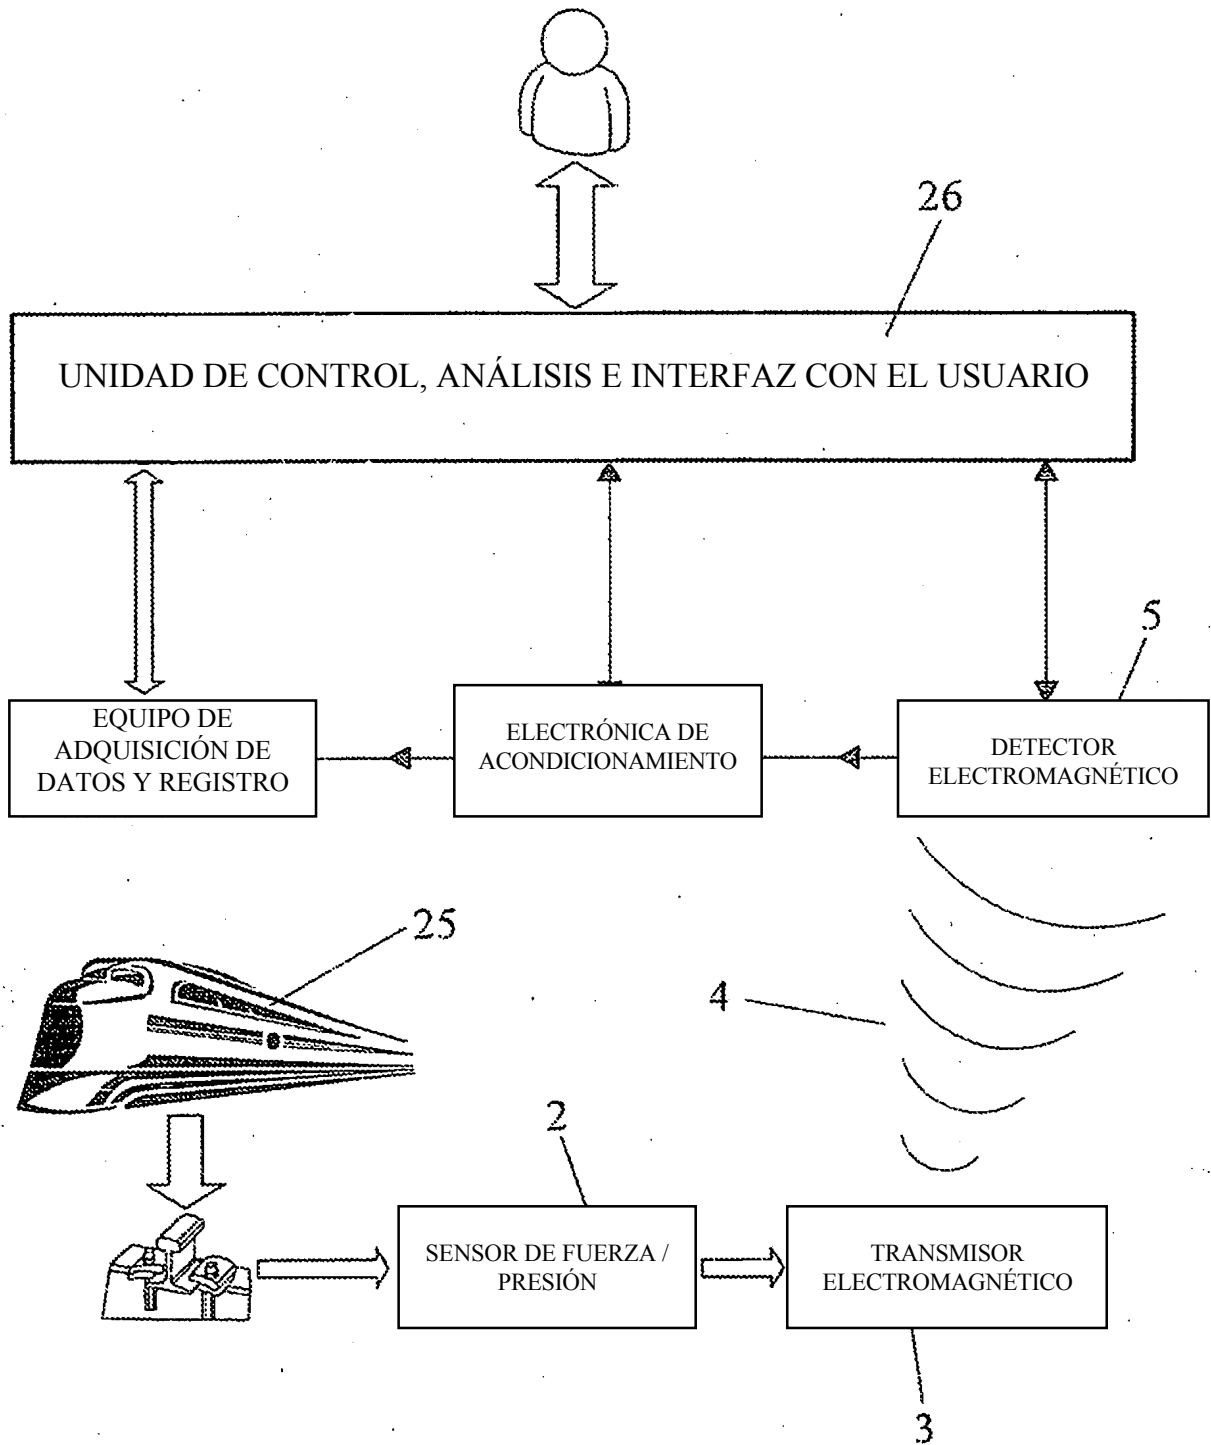 26
UNIDAD DE CONTROL, ANÁLISIS E INTERFAZ CON EL USUARIO
5
EQUIPO DE
ADQUISICIÓN DE
DATOS Y REGISTRO
ELECTRÓNICA DE
ACONDICIONAMIENTO
DETECTOR
ELECTROMAGNÉTICO
25
4
2
SENSOR DE FUERZA /
PRESIÓN
TRANSMISOR
ELECTROMAGNÉTICO
3